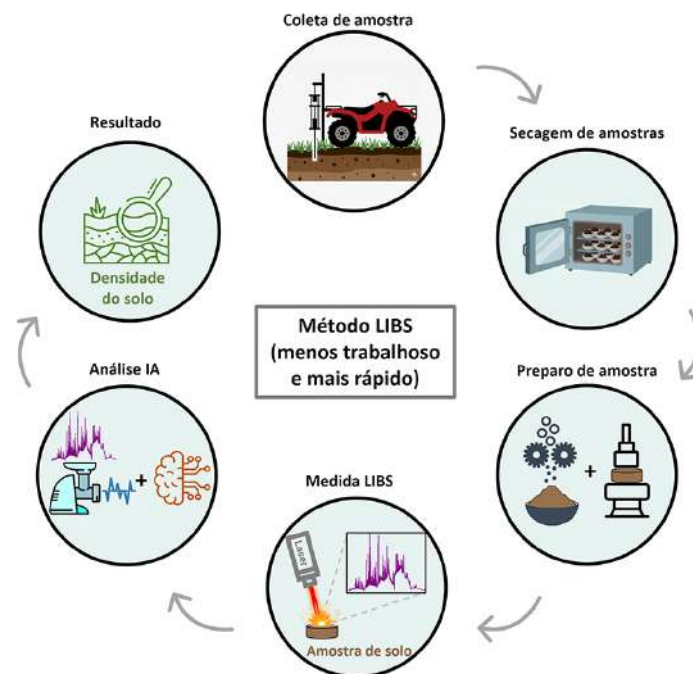 Coleta de amostra
Secagem de amostras
Preparo de amostra
Medida LIBS
Laser
Amostra de solo
Análise IA
Resultado
Densidade
do solo
Método LIBS
(menos trabalhoso
e mais rápido)